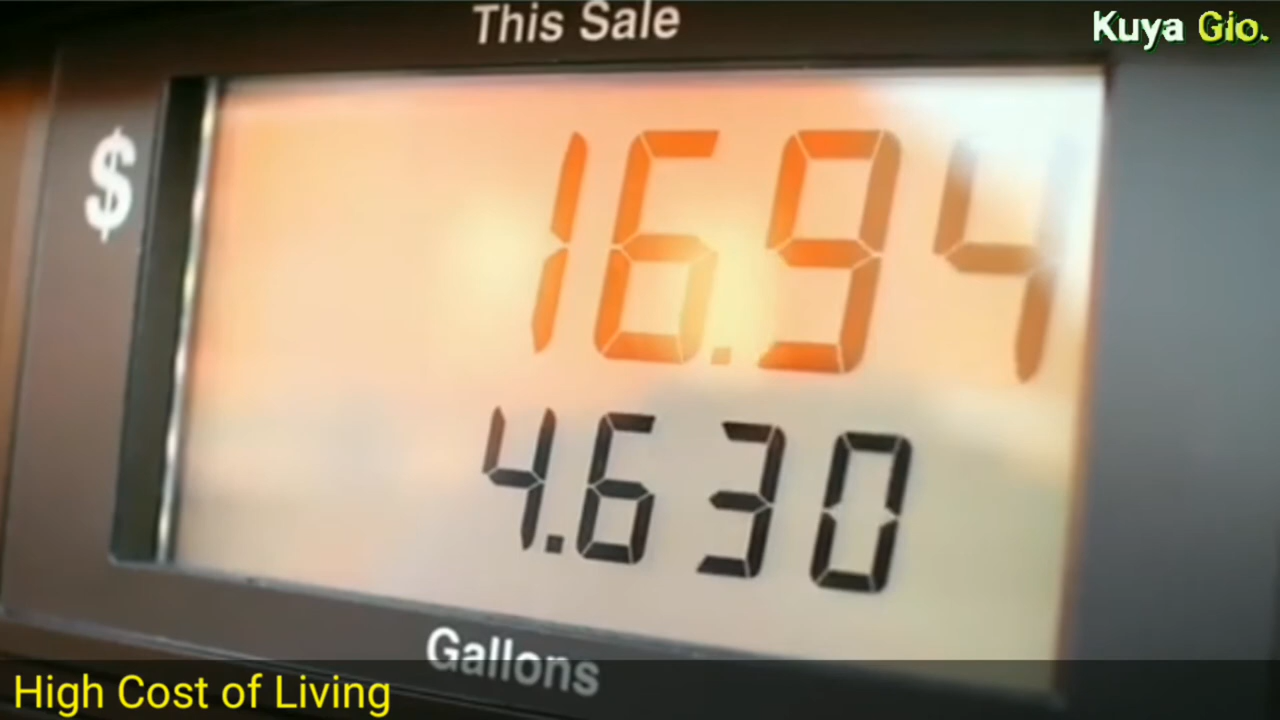 This Sale
Kuya Gio.
$
16.94
4.630
Gallons
High Cost of Living